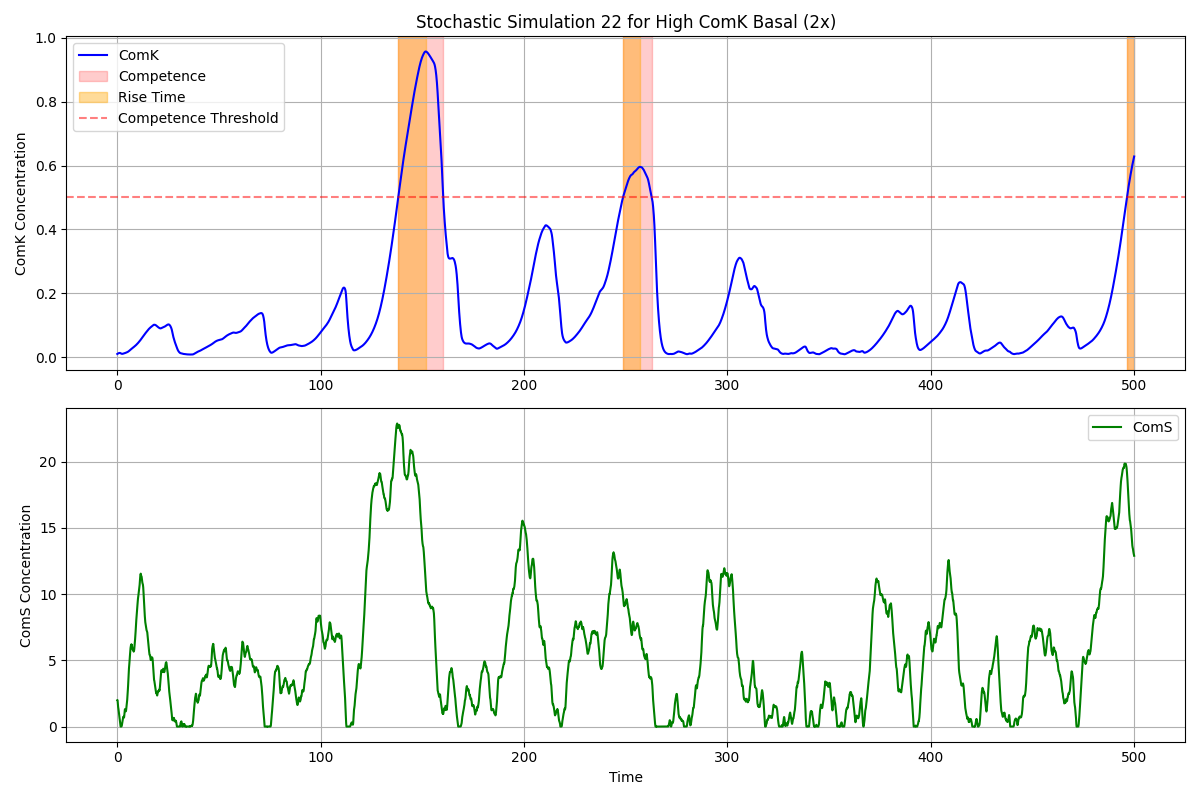 Stochastic Simulation 22 for High ComK Basal (2x)
ComK Concentration
1.0
0.8
0.6
0.4
0.2
0.0
ComK
Competence
Rise Time
Competence Threshold
0 100 200 300 400 500
ComS Concentration
20
15
10
5
0
ComS
0 100 200 300 400 500
Time